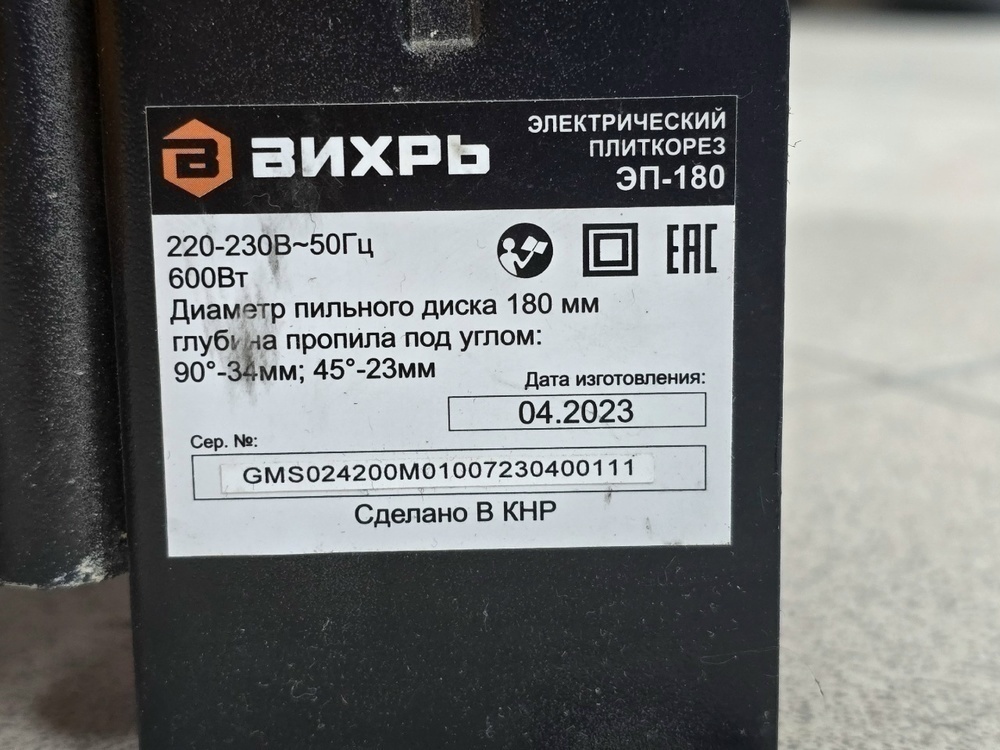 ВИХРЬ
ЭЛЕКТРИЧЕСКИЙ
ПЛИТКОРЕЗ
ЭП-180
220-230В~50Гц
600Вт
EAC
Диаметр пильного диска 180 мм
глубина пропила под углом:
90°-34мм; 45°-23мм
Дата изготовления:
04.2023
Сер. №:
GMS024200M01007230400111
Сделано В КНР